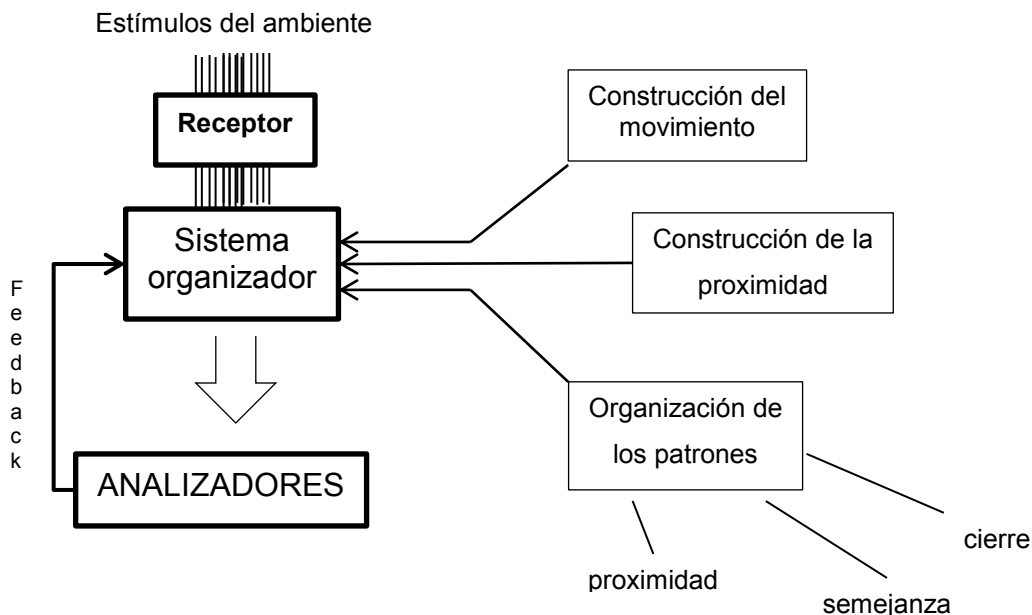 Estímulos del ambiente
Receptor
Construcción del
movimiento
Sistema
organizador
Construcción de la
proximidad
Feedback
Organización de
los patrones
ANALIZADORES
cierre
proximidad
semejanza